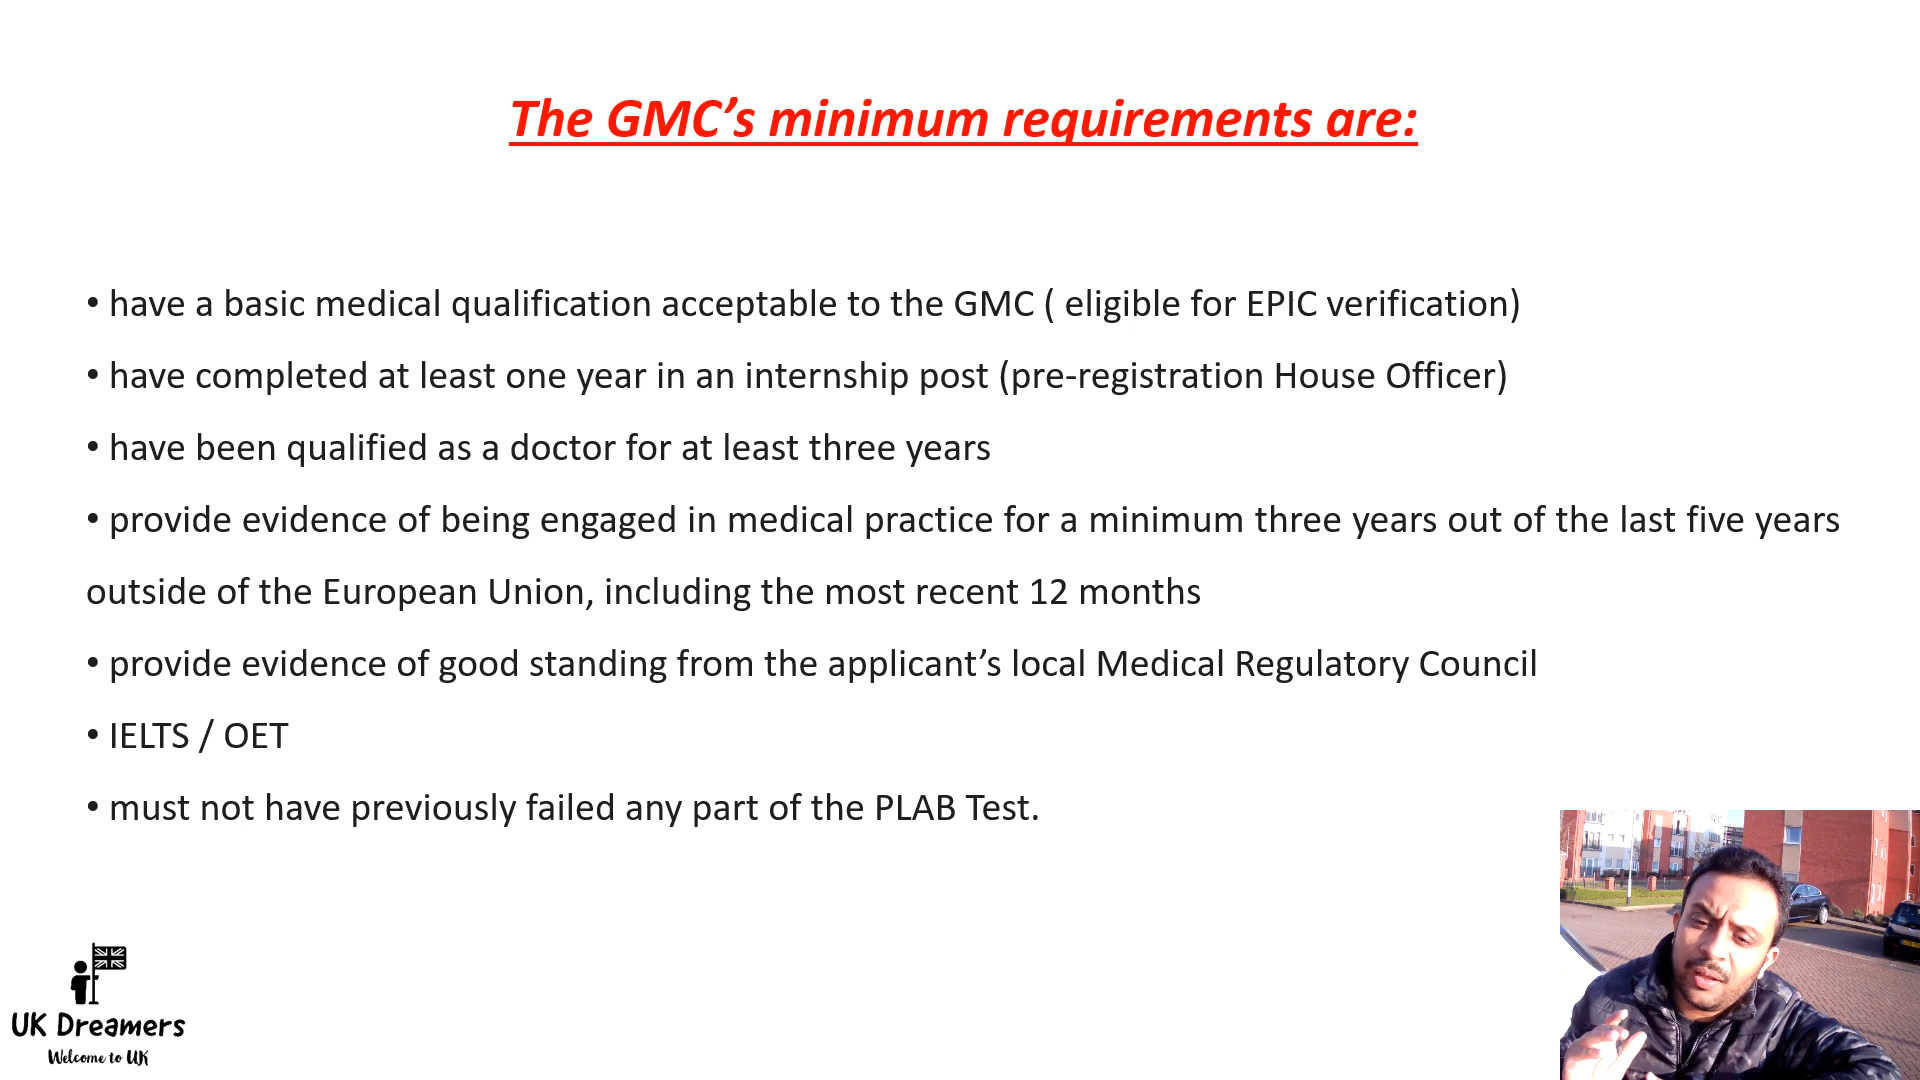 The GMC’s minimum requirements are:
• have a basic medical qualification acceptable to the GMC ( eligible for EPIC verification)
• have completed at least one year in an internship post (pre-registration House Officer)
• have been qualified as a doctor for at least three years
• provide evidence of being engaged in medical practice for a minimum three years out of the last five years
outside of the European Union, including the most recent 12 months
• provide evidence of good standing from the applicant’s local Medical Regulatory Council
• IELTS / OET
• must not have previously failed any part of the PLAB Test.
UK Dreamers
Welcome to UK